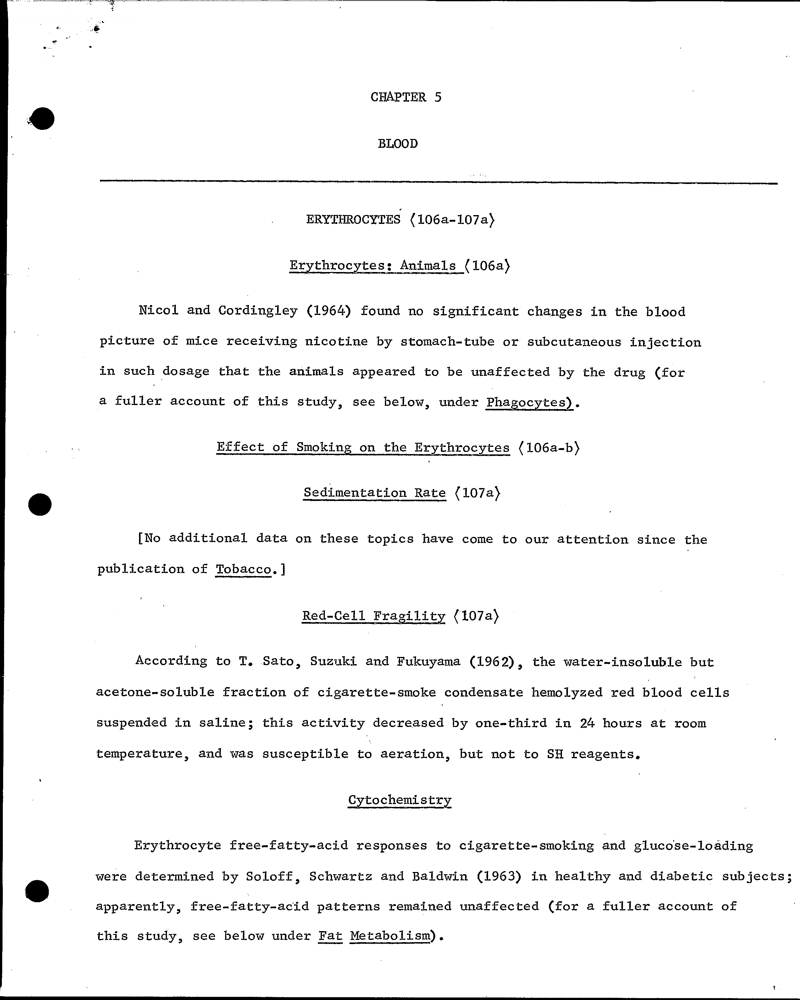 CHAPTER 5
BLOOD
ERYTHROCYTES ⟨106a-107a⟩
Erythrocytes: Animals ⟨106a⟩
Nicol and Cordingley (1964) found no significant changes in the blood
picture of mice receiving nicotine by stomach-tube or subcutaneous injection
in such dosage that the animals appeared to be unaffected by the drug (for
a fuller account of this study, see below, under Phagocytes).
Effect of Smoking on the Erythrocytes ⟨106a-b⟩
Sedimentation Rate ⟨107a⟩
[No additional data on these topics have come to our attention since the
publication of Tobacco.]
Red-Cell Fragility ⟨107a⟩
According to T. Sato, Suzuki and Fukuyama (1962), the water-insoluble but
acetone-soluble fraction of cigarette-smoke condensate hemolyzed red blood cells
suspended in saline; this activity decreased by one-third in 24 hours at room
temperature, and was susceptible to aeration, but not to SH reagents.
Cytochemistry
Erythrocyte free-fatty-acid responses to cigarette-smoking and glucose-loading
were determined by Soloff, Schwartz and Baldwin (1963) in healthy and diabetic subjects;
apparently, free-fatty-acid patterns remained unaffected (for a fuller account of
this study, see below under Fat Metabolism).